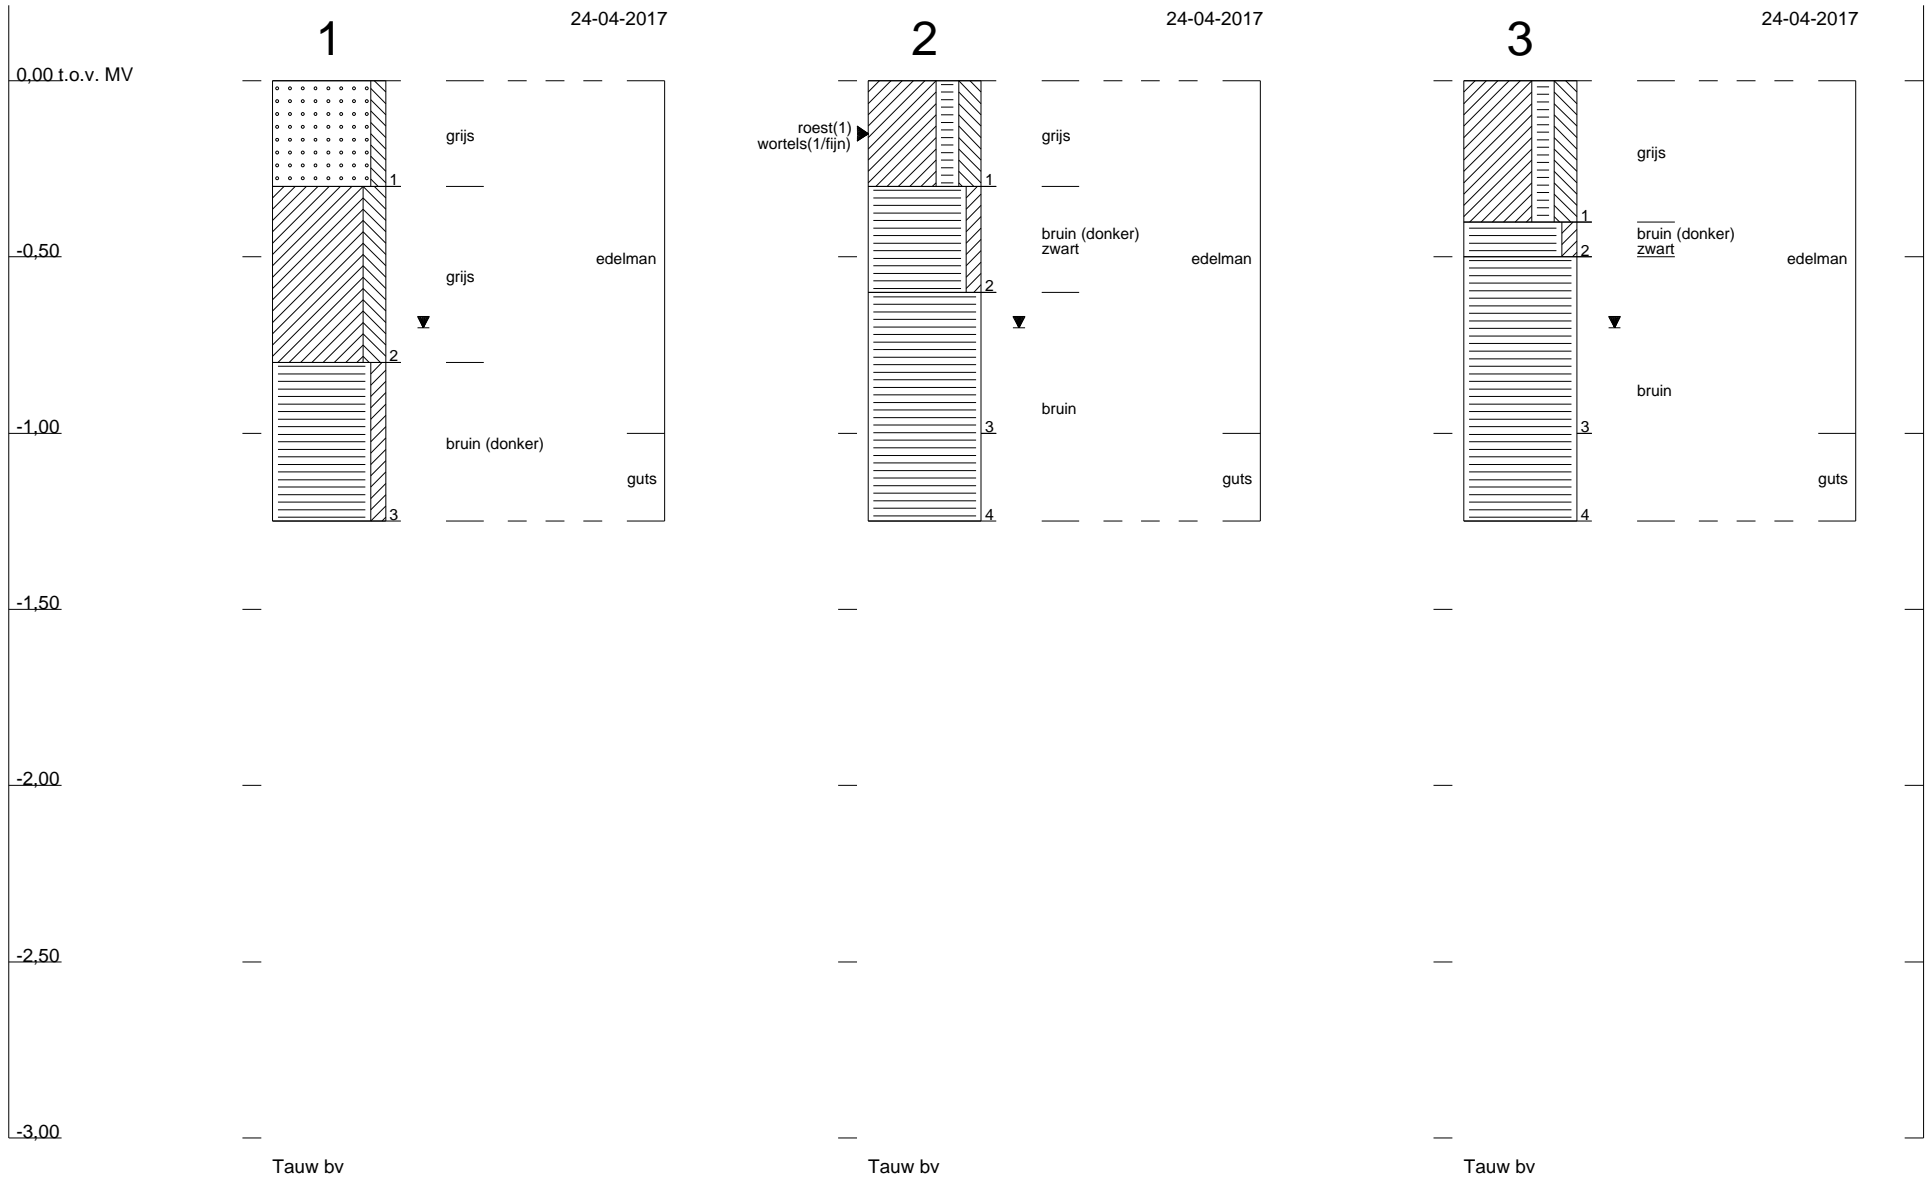 24-04-2017
24-04-2017
24-04-2017
1
2
3
0,00 t.o.v. MV
-0,50
-1,00
-1,50
-2,00
-2,50
-3,00
grijs
1
grijs
2
bruin (donker)
3
edelman
guts
roest(1)
wortels(1/fijn)
grijs
1
bruin (donker)
zwart
2
bruin
3
4
edelman
guts
grijs
1
bruin (donker)
zwart
2
bruin
3
4
edelman
guts
Tauw bv
Tauw bv
Tauw bv